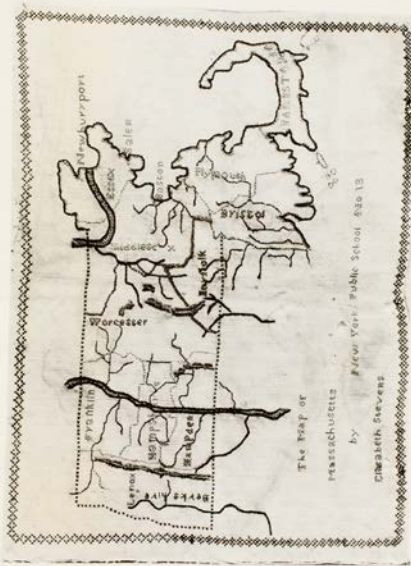 Newburyport
Essex
Salem
Boston
Middlesex
BARNSTABLE
Plymouth
Bristol
Norfolk
Worcester
Franklin
Hampden
Lenox
Berkshire
The Map of
Massachusetts
by
New York Public School No 13
Elizabeth Stevens